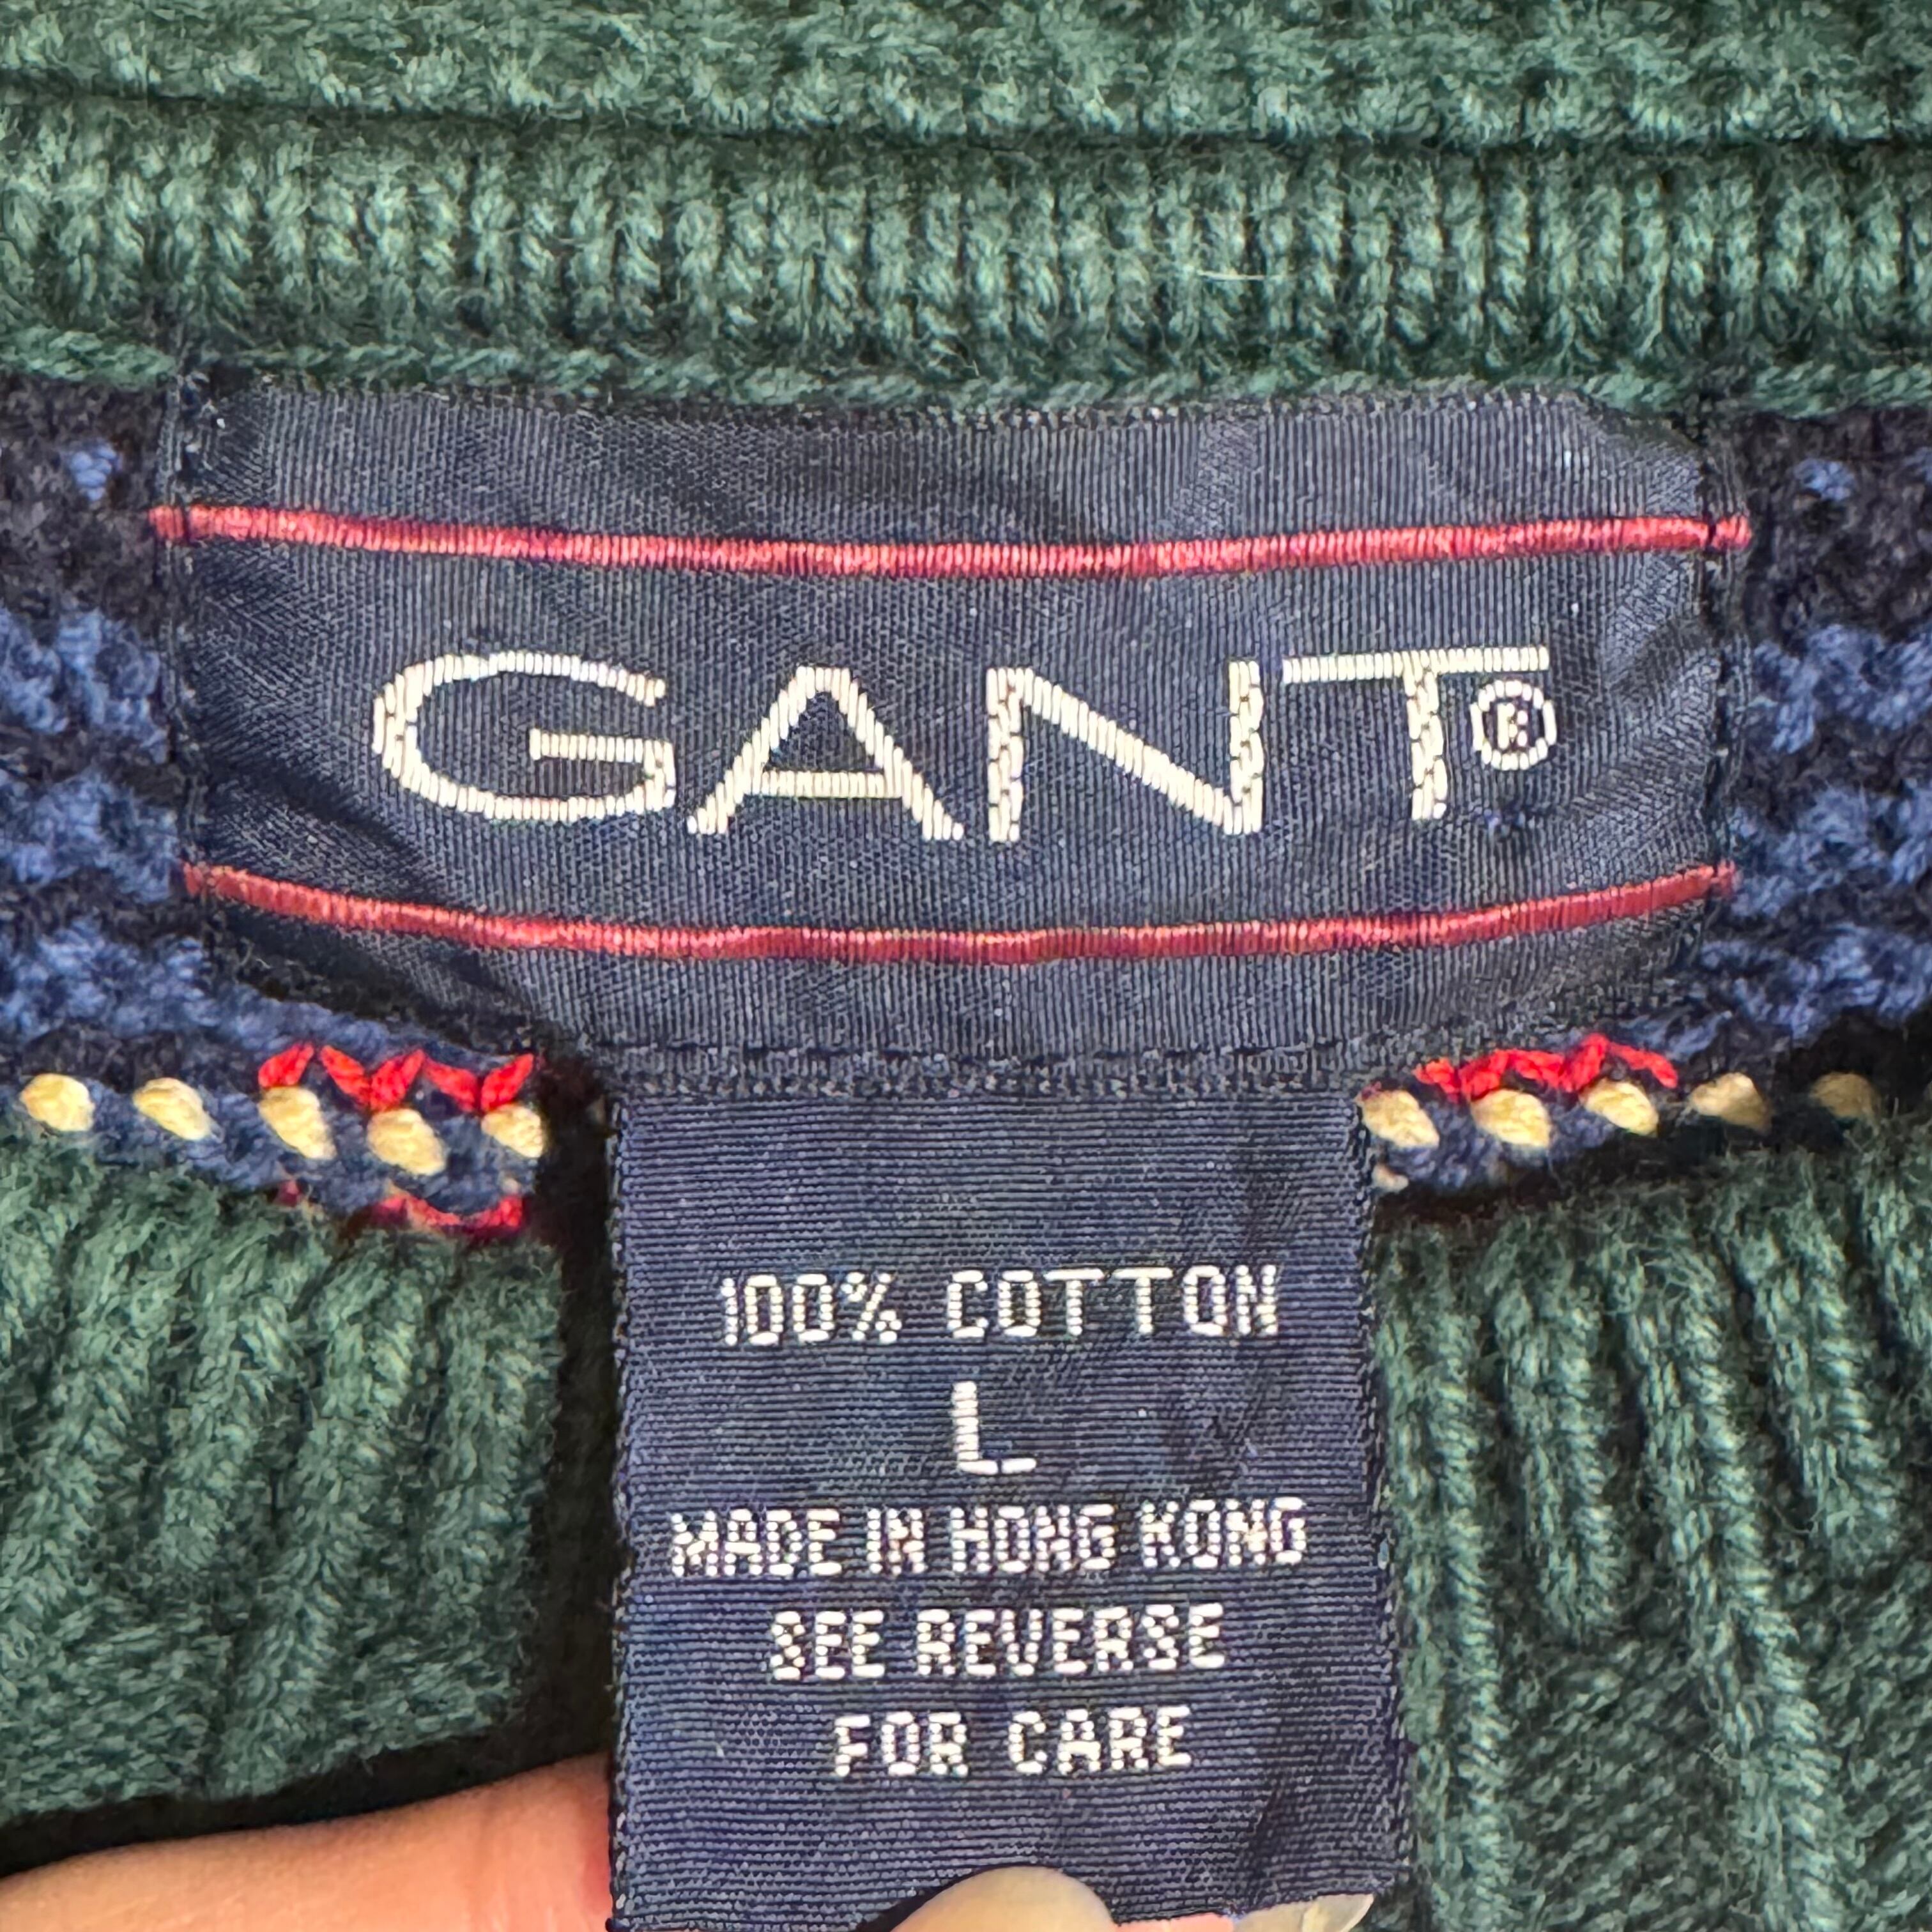 GANT®
100% COTTON
L
MADE IN HONG KONG
SEE REVERSE
FOR CARE